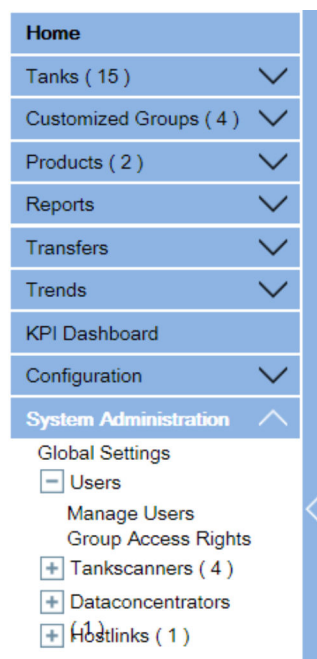 Home
Tanks ( 15 )
Customized Groups ( 4 )
Products ( 2 )
Reports
Transfers
Trends
KPI Dashboard
Configuration
System Administration
Global Settings
Users
Manage Users
Group Access Rights
Tankscanners ( 4 )
Dataconcentrators
( 1 )
Hostlinks ( 1 )